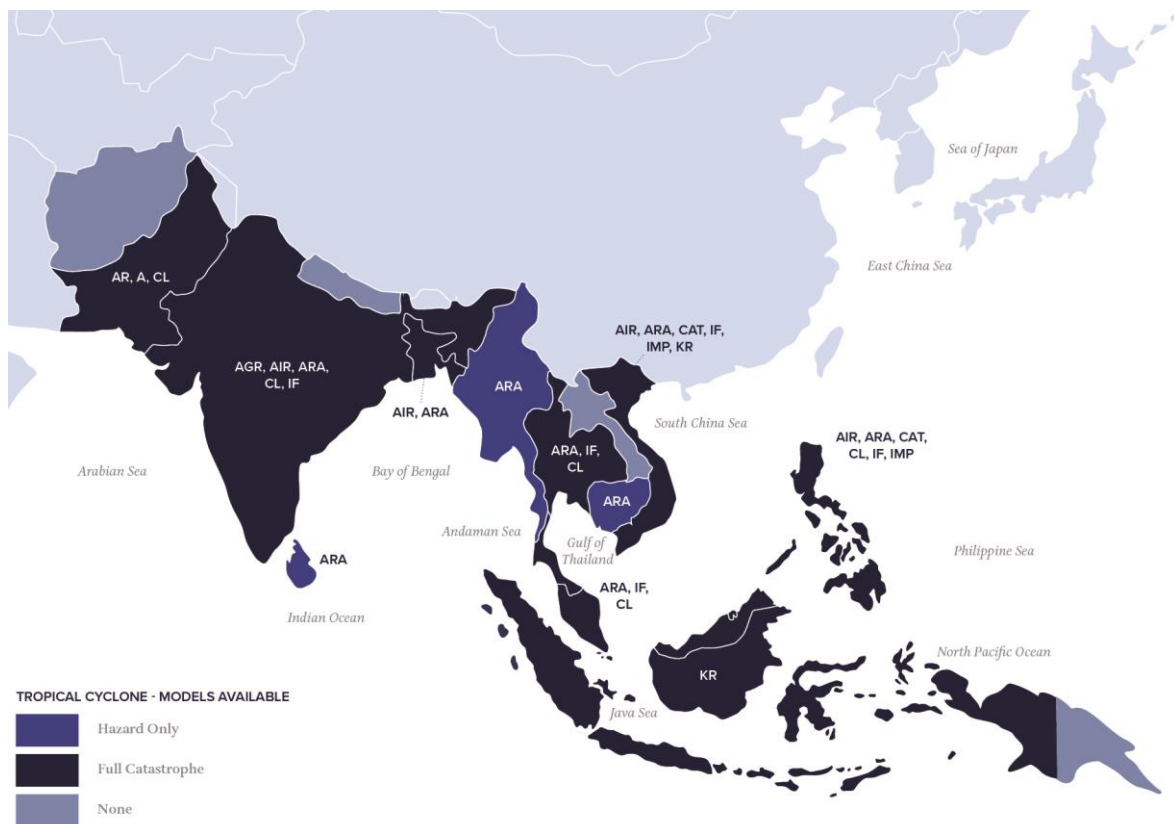 Sea of Japan
East China Sea
AR, A, CL
AIR, ARA, CAT, IF,
IMP, KR
AGR, AIR, ARA,
CL, IF
ARA
AIR, ARA
South China Sea
AIR, ARA, CAT,
CL, IF, IMP
Arabian Sea
Bay of Bengal
ARA, IF,
CL
ARA
Andaman Sea
Gulf of
Thailand
Philippine Sea
ARA
ARA, IF,
CL
Indian Ocean
North Pacific Ocean
KR
Java Sea
TROPICAL CYCLONE - MODELS AVAILABLE
Hazard Only
Full Catastrophe
None